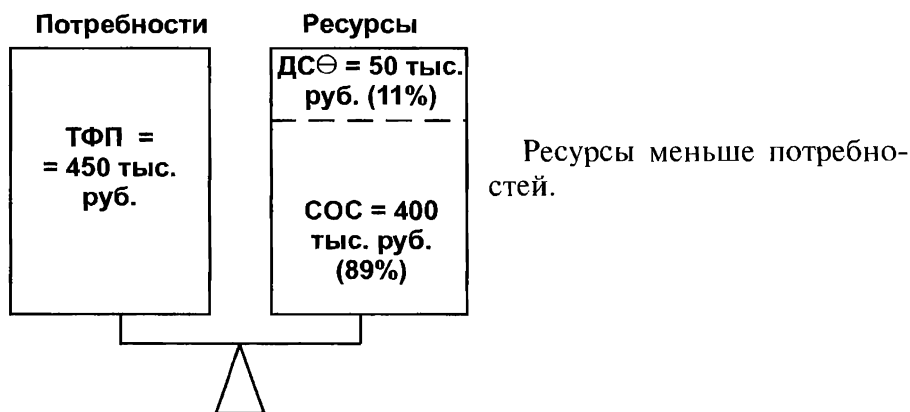 Потребности
Ресурсы
ТФП =
= 450 тыс.
руб.
ДС⊖ = 50 тыс.
руб. (11%)
СОС = 400
тыс. руб.
(89%)
Ресурсы меньше потребно-
стей.